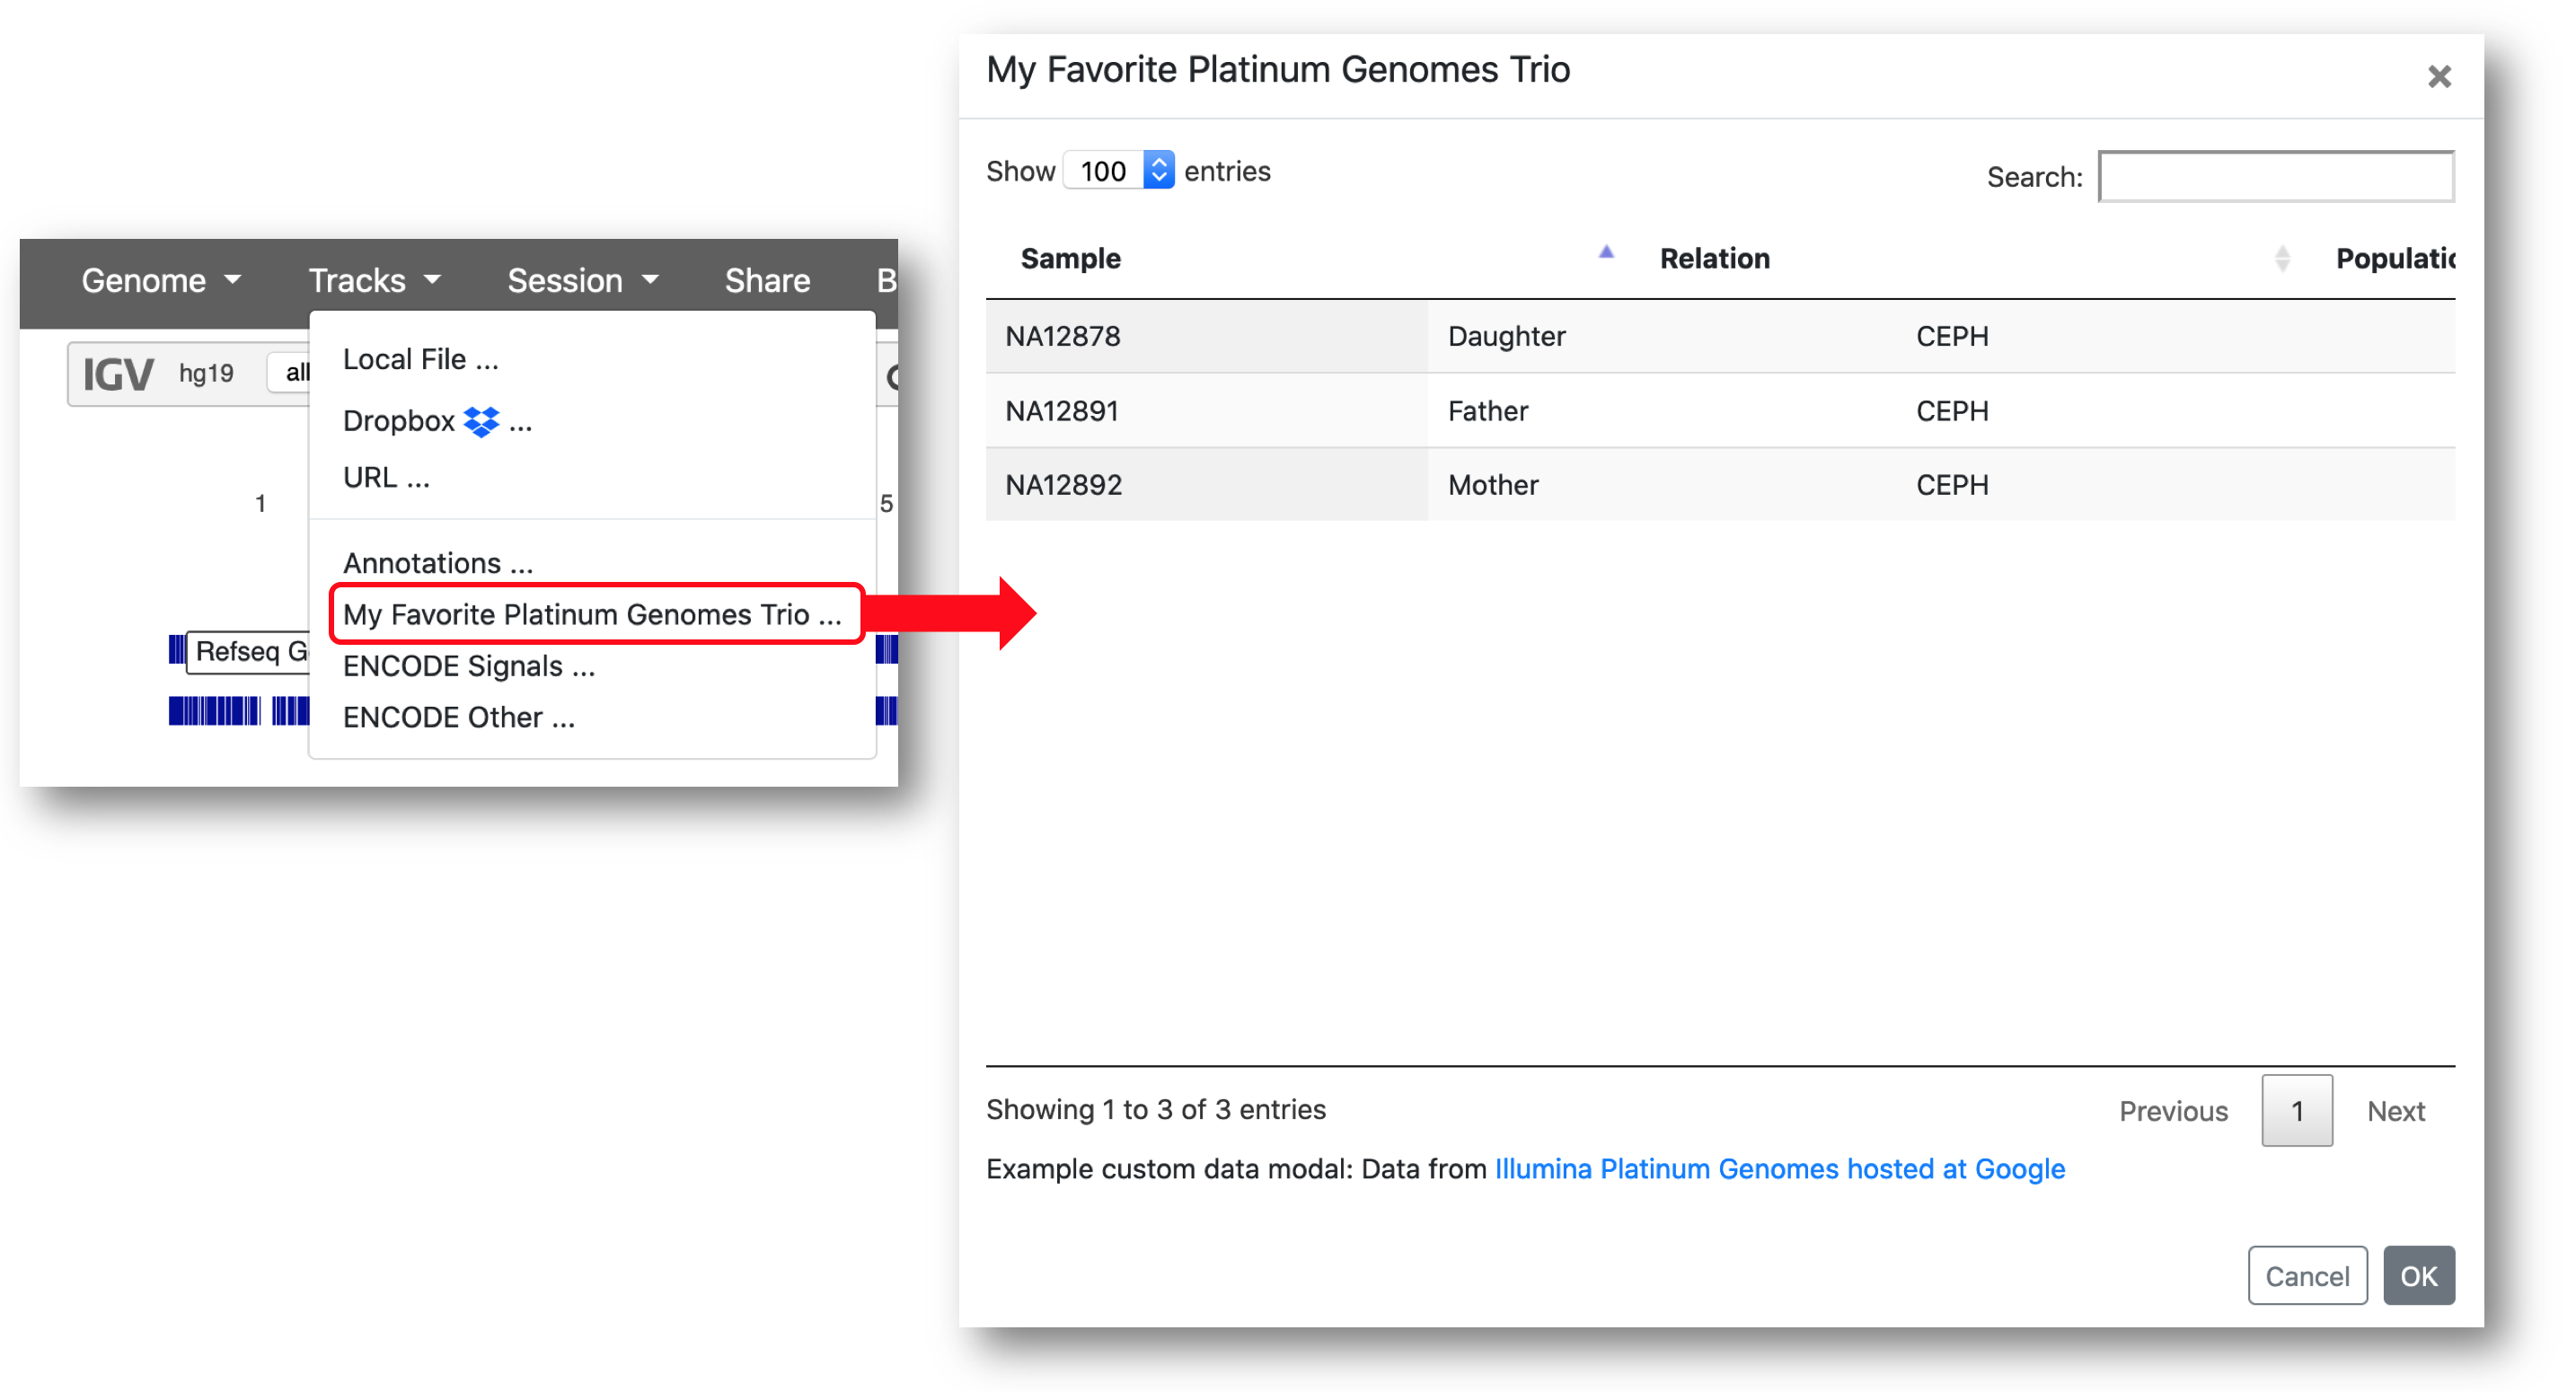 Genome Tracks Session Share B
IGV hg19 all
Local File ...
Dropbox ...
URL ...
1 5
Annotations ...
My Favorite Platinum Genomes Trio ...
Refseq G
ENCODE Signals ...
ENCODE Other ...
My Favorite Platinum Genomes Trio
Show 100 entries Search:
Sample Relation Populatio
NA12878 Daughter CEPH
NA12891 Father CEPH
NA12892 Mother CEPH
Showing 1 to 3 of 3 entries Previous 1 Next
Example custom data modal: Data from Illumina Platinum Genomes hosted at Google
Cancel OK